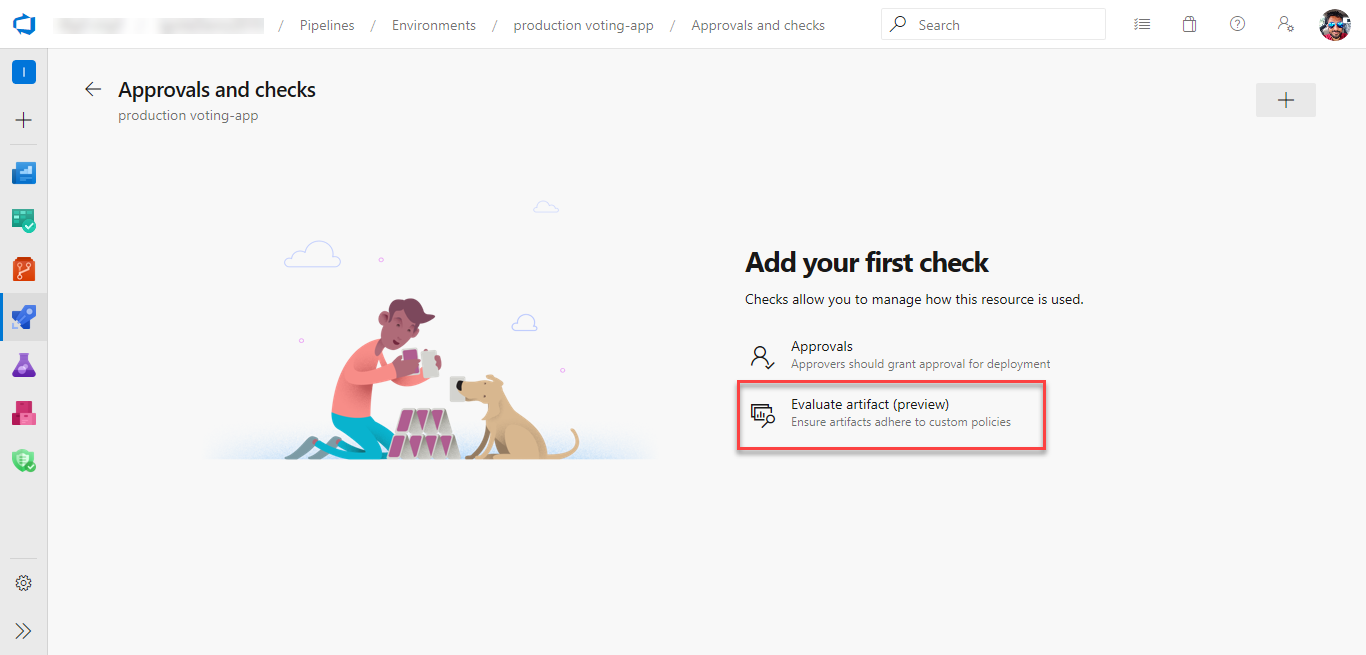 / Pipelines / Environments / production voting-app / Approvals and checks
Search
I
Approvals and checks
production voting-app
Add your first check
Checks allow you to manage how this resource is used.
Approvals
Approvers should grant approval for deployment
Evaluate artifact (preview)
Ensure artifacts adhere to custom policies